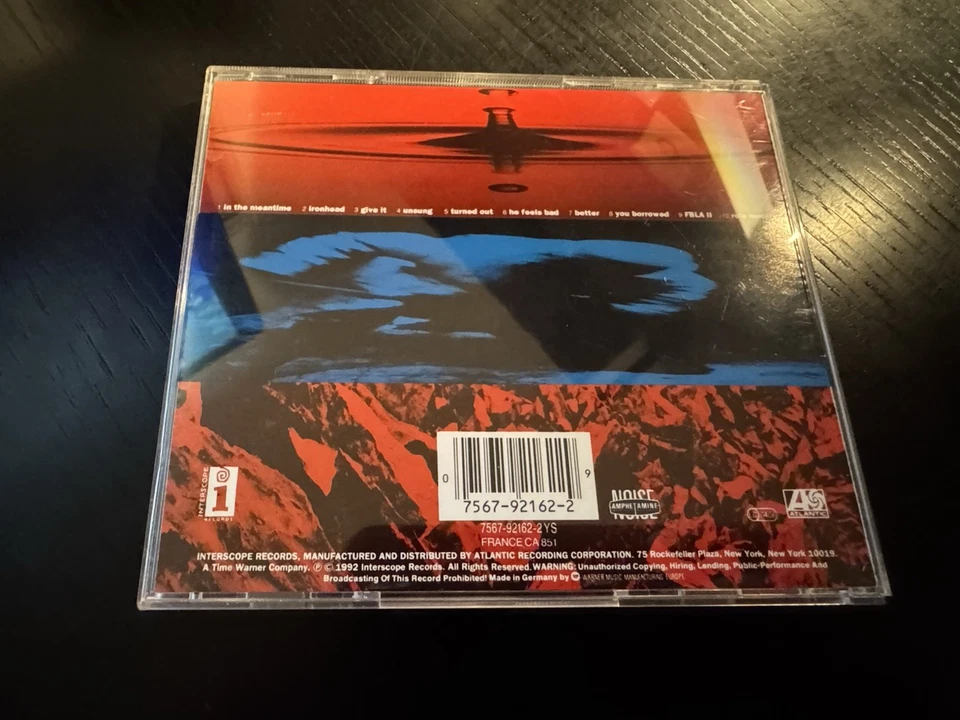 1 in the meantime 2 ironhead 3 give it 4 unsung 5 turned out 6 he feels bad 7 better 8 you borrowed 9 FBLA II
INTERSCOPE
RECORDS
0 9
7567-92162-2
NOISE
AMPHETAMINE
NOISE
ATLANTIC
7567-92162-2 YS
FRANCE CA 851
INTERSCOPE RECORDS, MANUFACTURED AND DISTRIBUTED BY ATLANTIC RECORDING CORPORATION. 75 Rockefeller Plaza, New York, New York 10019.
A Time Warner Company. ℗ © 1992 Interscope Records. All Rights Reserved. WARNING: Unauthorized Copying, Hiring, Lending, Public-Performance And
Broadcasting Of This Record Prohibited! Made in Germany by WARNER MUSIC MANUFACTURING EUROPE